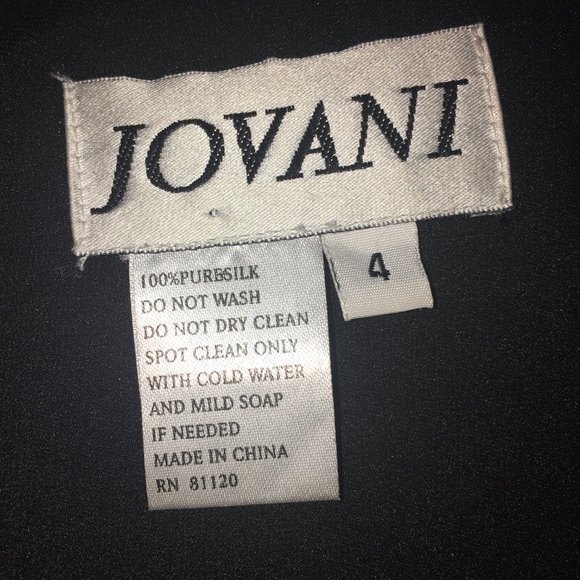 JOVANI
4
100%PURESILK
DO NOT WASH
DO NOT DRY CLEAN
SPOT CLEAN ONLY
WITH COLD WATER
AND MILD SOAP
IF NEEDED
MADE IN CHINA
RN 81120